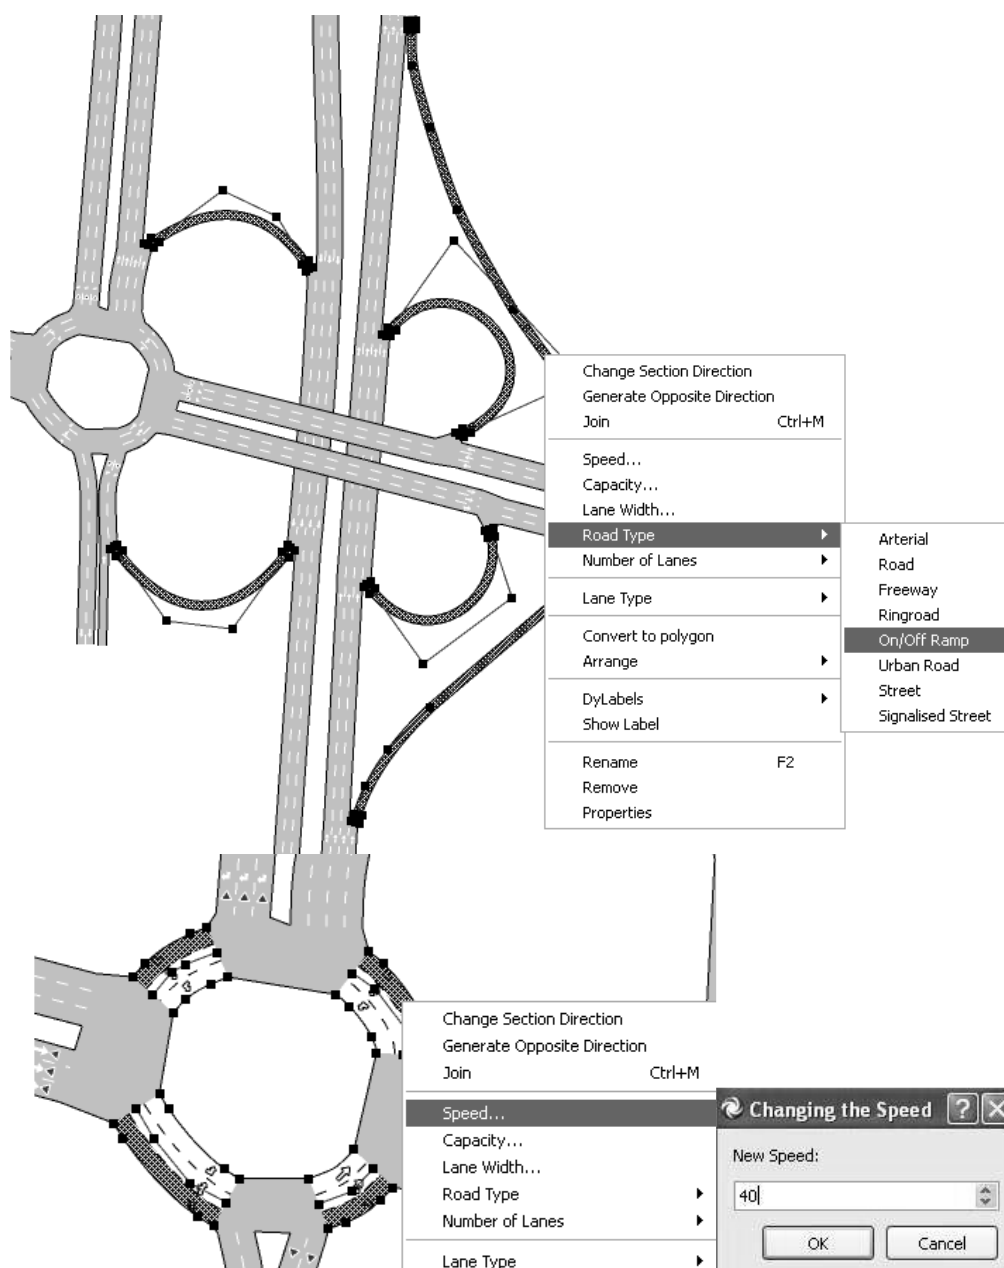 Change Section Direction
Generate Opposite Direction
Join Ctrl+M
Speed...
Capacity...
Lane Width...
Road Type
Number of Lanes
Lane Type
Convert to polygon
Arrange
DyLabels
Show Label
Rename F2
Remove
Properties
Arterial
Road
Freeway
Ringroad
On/Off Ramp
Urban Road
Street
Signalised Street
Change Section Direction
Generate Opposite Direction
Join Ctrl+M
Speed...
Capacity...
Lane Width...
Road Type
Number of Lanes
Lane Type
Changing the Speed
New Speed:
40
OK Cancel